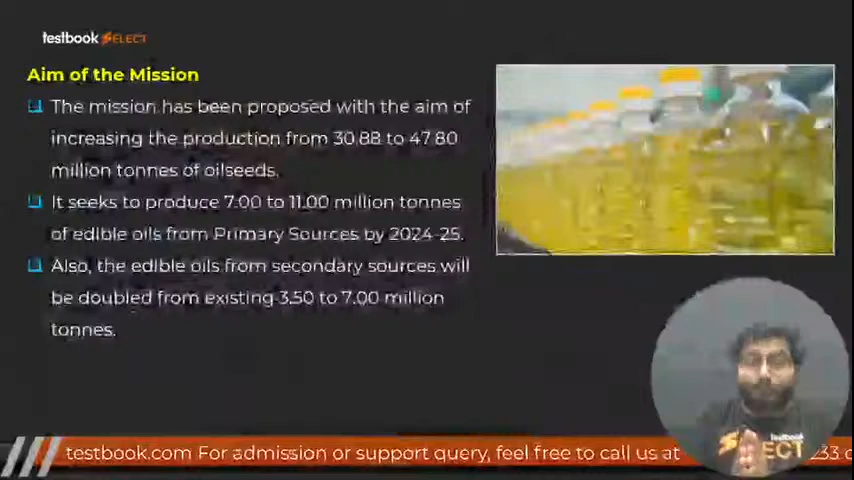 testbook SELECT
Aim of the Mission
The mission has been proposed with the aim of
increasing the production from 30.88 to 47.80
million tonnes of oilseeds.
It seeks to produce 7.00 to 11.00 million tonnes
of edible oils from Primary Sources by 2024-25.
Also, the edible oils from secondary sources will
be doubled from existing 3.50 to 7.00 million
tonnes.
testbook
ECT
testbook.com For admission or support query, feel free to call us at